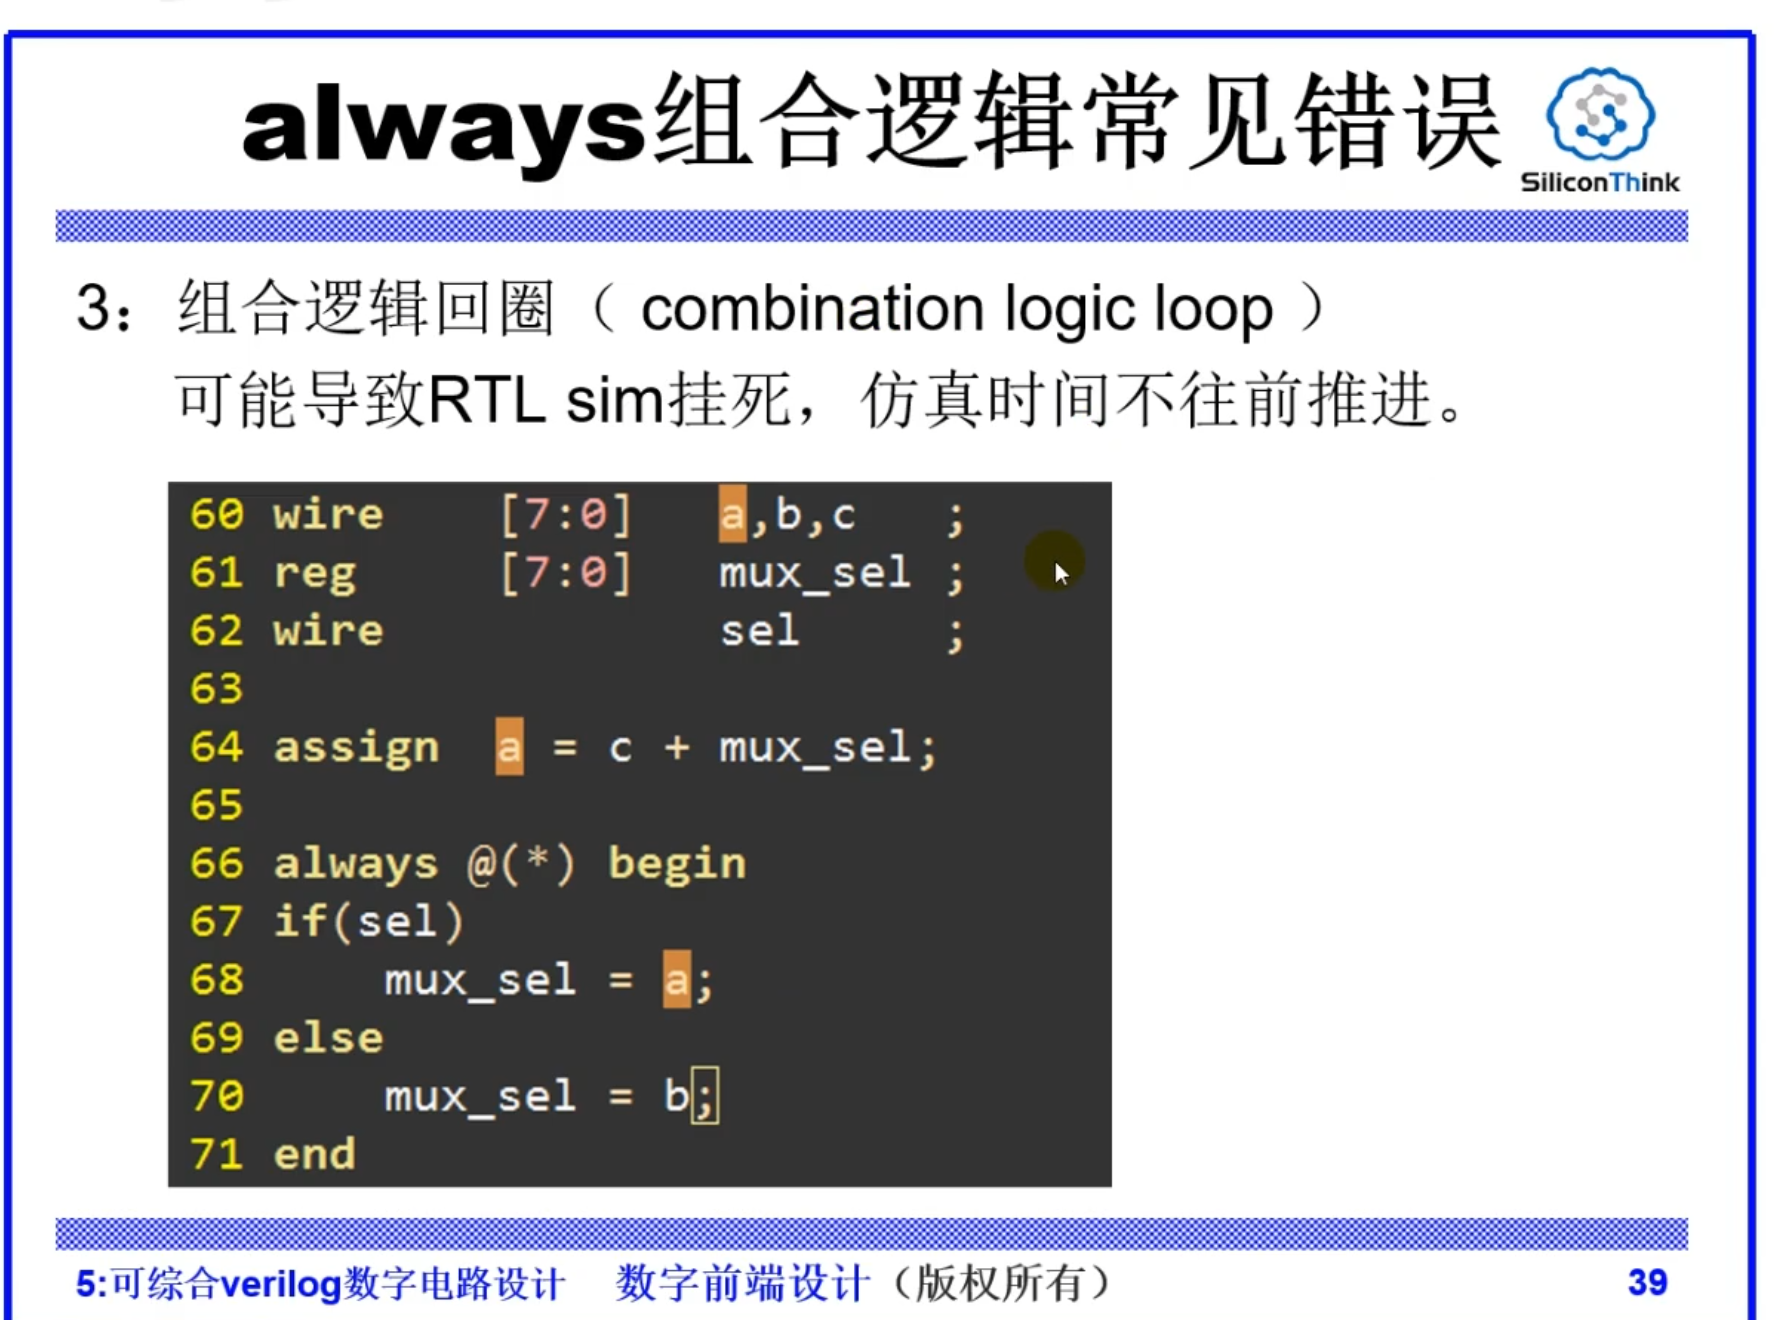 always组合逻辑常见错误
SiliconThink
3：组合逻辑回圈（ combination logic loop ）
可能导致RTL sim挂死，仿真时间不往前推进。
60 wire    [7:0]   a,b,c   ;
61 reg     [7:0]   mux_sel ;
62 wire            sel     ;
63
64 assign  a = c + mux_sel;
65
66 always @(*) begin
67 if(sel)
68     mux_sel = a;
69 else
70     mux_sel = b;
71 end
5:可综合verilog数字电路设计 数字前端设计（版权所有） 39